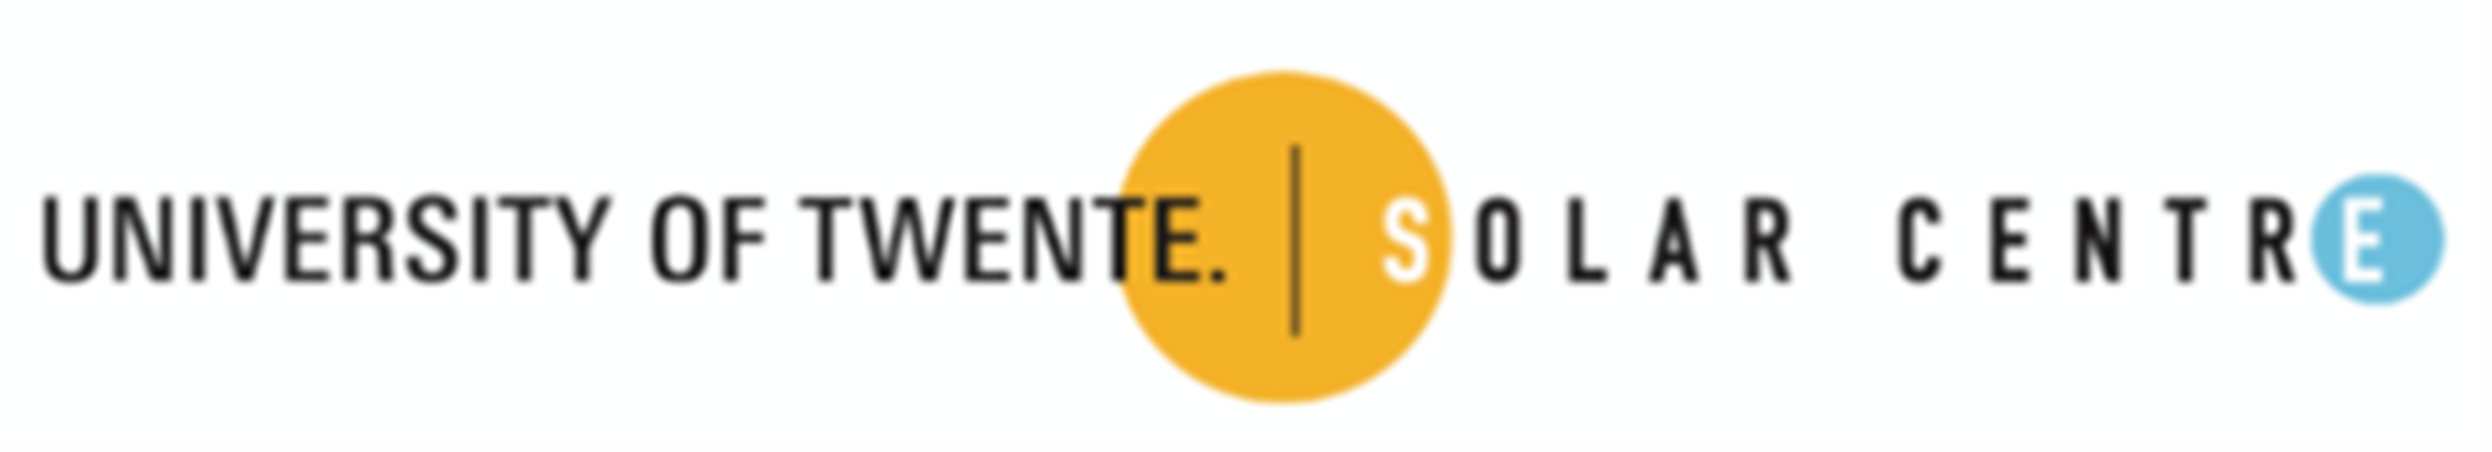 UNIVERSITY OF TWENTE. | SOLAR CENTRE